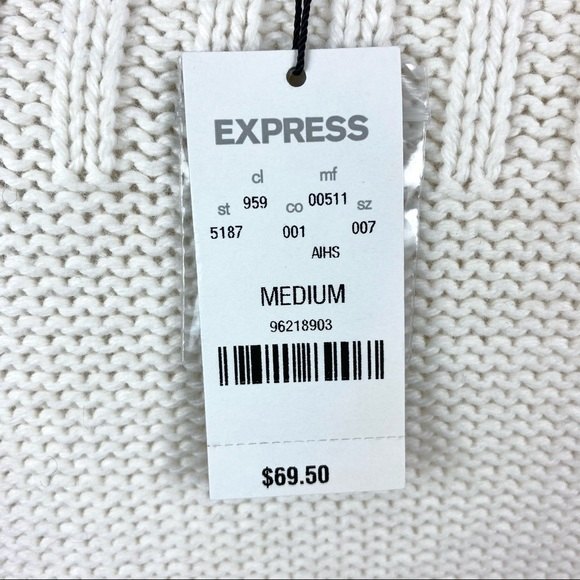 EXPRESS
cl mf
st 959 co 00511 sz
5187 001 007
AIHS
MEDIUM
96218903
$69.50